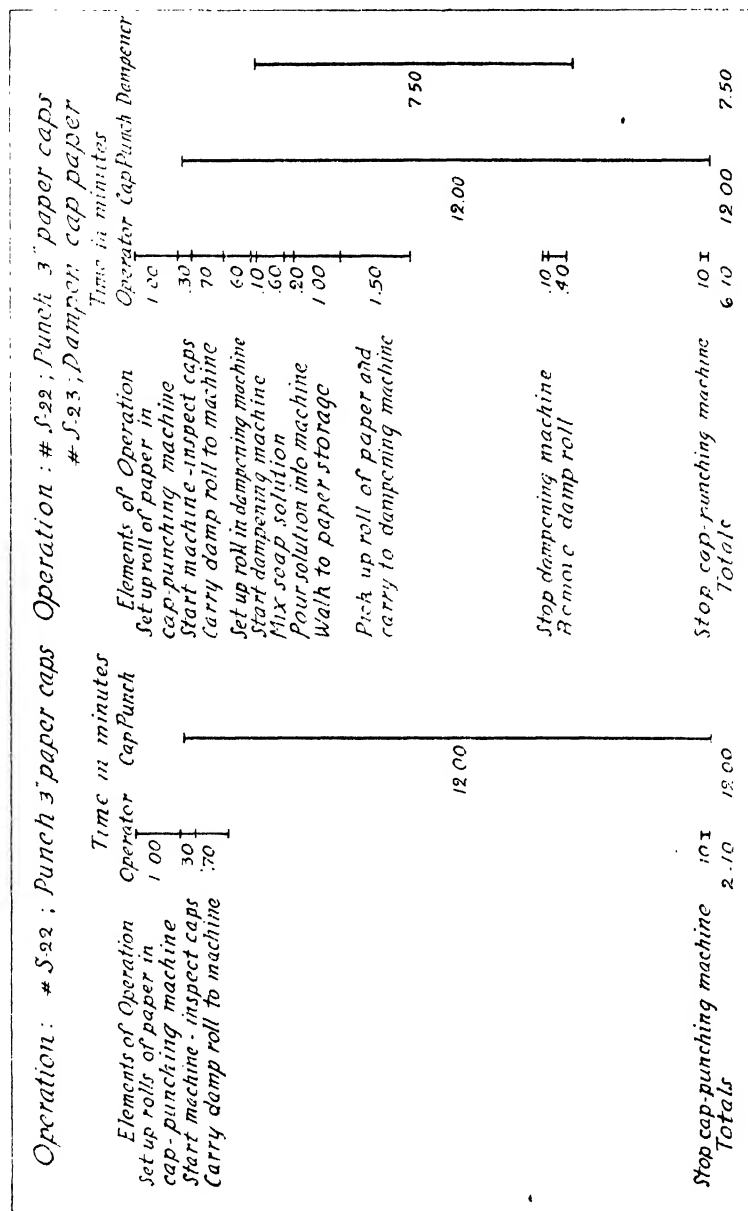 Operation: # S-22; Punch 3" paper caps
Time in minutes
Elements of Operation Operator Cap Punch
Set up rolls of paper in 1 00
cap-punching machine
Start machine - inspect caps 30
Carry damp roll to machine .70
12 00
Stop cap-punching machine 10
Totals 2.10 12.00
Operation: # S-22; Punch 3" paper caps
# S-23; Dampen cap paper
Time in minutes
Elements of Operation Operator Cap Punch Dampener
Set up roll of paper in 1 00
cap-punching machine
Start machine - inspect caps .30
Carry damp roll to machine .70
Set up roll in dampening machine .60
Start dampening machine .10
Mix soap solution .60
Pour solution into machine .20
Walk to paper storage 1 00
Pick up roll of paper and 1.50
carry to dampening machine
12.00
7 50
Stop dampening machine .10
Remove damp roll .40
Stop cap-punching machine 10
Totals 6 10 12 00 7.50